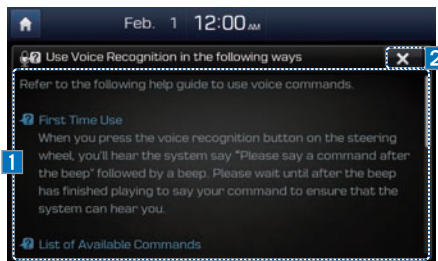 Feb. 1 12:00 AM
Use Voice Recognition in the following ways
2
Refer to the following help guide to use voice commands.
First Time Use
When you press the voice recognition button on the steering
wheel, you'll hear the system say "Please say a command after
1
the beep" followed by a beep. Please wait until after the beep
has finished playing to say your command to ensure that the
system can hear you.
List of Available Commands